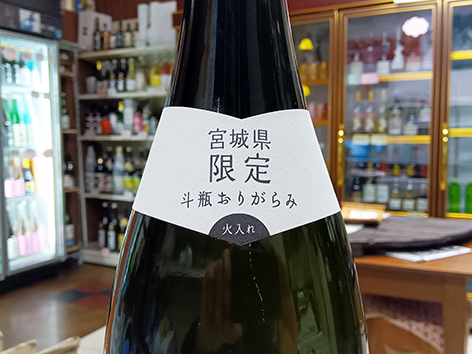 宮城県
限定
斗瓶おりがらみ
火入れ